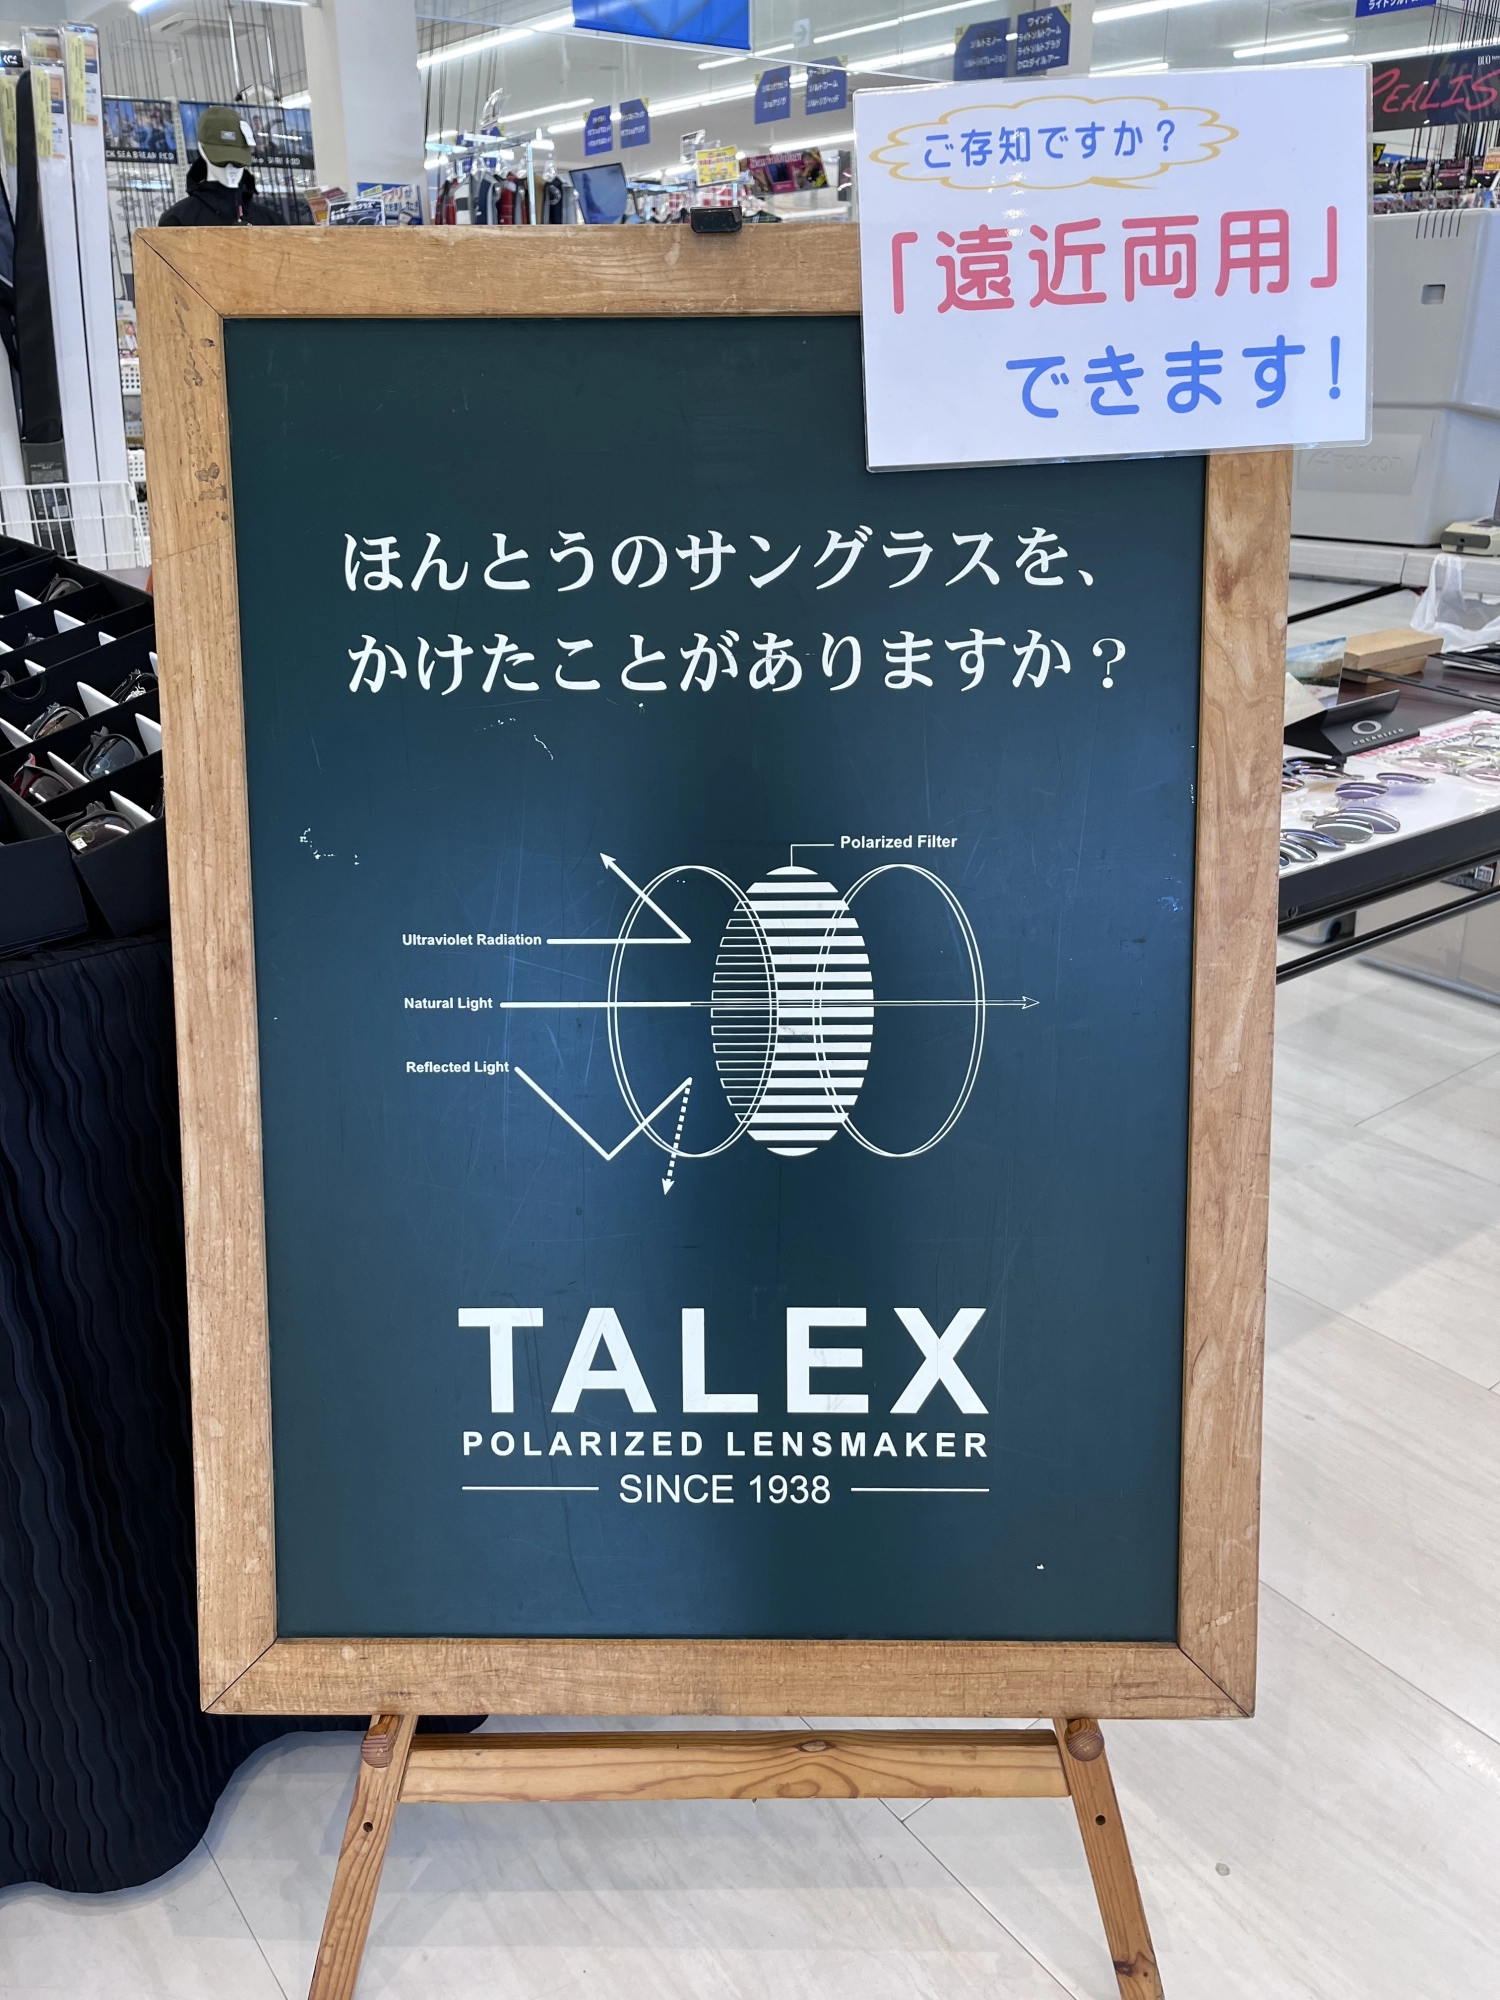 ご存知ですか？
「遠近両用」
できます！
ほんとうのサングラスを、
かけたことがありますか？
Polarized Filter
Ultraviolet Radiation
Natural Light
Reflected Light
TALEX
POLARIZED LENSMAKER
SINCE 1938
POLARIZED
TOPCON